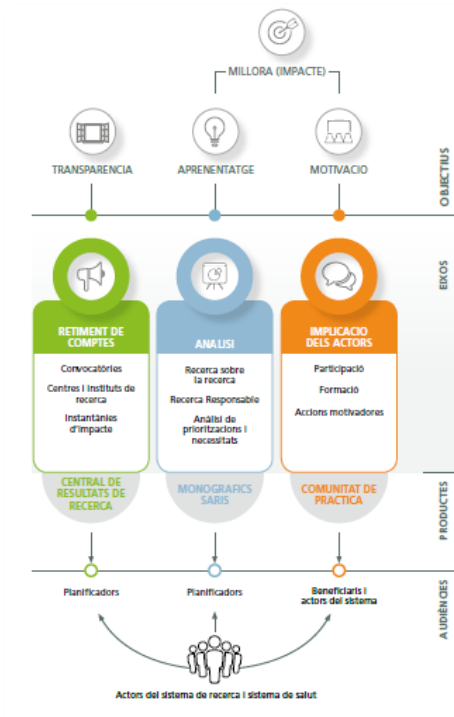 MILLORA (IMPACTE)
TRANSPARENCIA
APRENENTATGE
MOTIVACIO
OBJECTIUS
EIXOS
RETIMENT DE
COMPTES
Convocatóries
Centres i Instituts de
recerca
Instantànies
d'impacte
CENTRAL DE
RESULTATS DE
RECERCA
ANALISI
Recerca sobre
la recerca
Recerca Responsable
Anàlisi de
prioritzacions i
necessitats
MONOGRAFICS
SARIS
IMPLICACIO
DELS ACTORS
Participació
Formació
Accions motivadores
COMUNITAT DE
PRACTICA
PRODUCTES
Planificadors
Planificadors
Beneficiaris i
actors del sistema
AUDIÈNCIES
Actors del sistema de recerca i sistema de salut